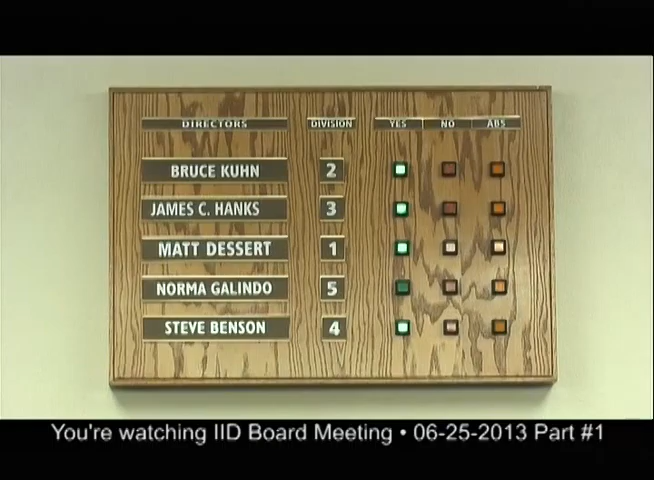 DIRECTORS DIVISION YES NO ABS
BRUCE KUHN 2
JAMES C. HANKS 3
MATT DESSERT 1
NORMA GALINDO 5
STEVE BENSON 4
You're watching IID Board Meeting • 06-25-2013 Part #1